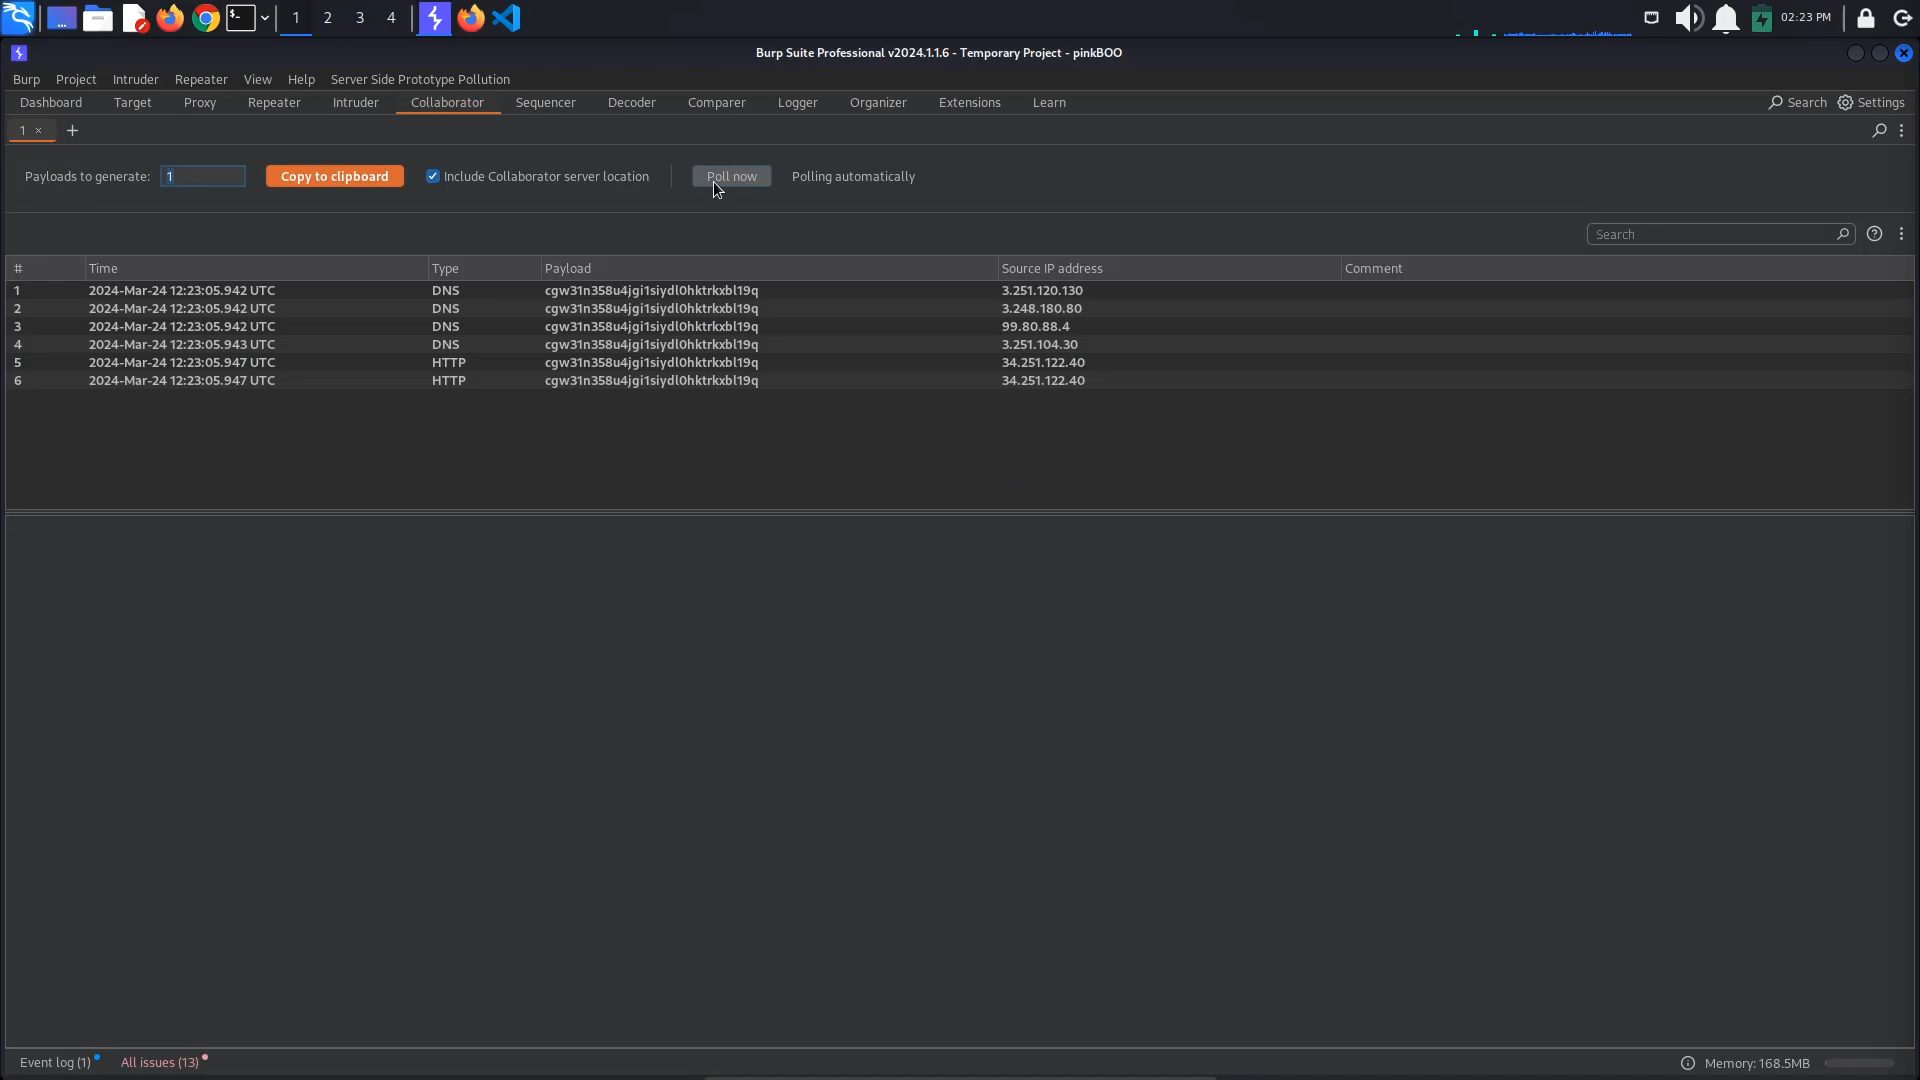 1 2 3 4 02:23 PM
Burp Suite Professional v2024.1.1.6 - Temporary Project - pinkBOO
Burp Project Intruder Repeater View Help Server Side Prototype Pollution
Dashboard Target Proxy Repeater Intruder Collaborator Sequencer Decoder Comparer Logger Organizer Extensions Learn Search Settings
1 × +
Payloads to generate: 1 Copy to clipboard Include Collaborator server location Poll now Polling automatically
Search
# Time Type Payload Source IP address Comment
1 2024-Mar-24 12:23:05.942 UTC DNS cgw31n358u4jgi1siydl0hktrkxbl19q 3.251.120.130
2 2024-Mar-24 12:23:05.942 UTC DNS cgw31n358u4jgi1siydl0hktrkxbl19q 3.248.180.80
3 2024-Mar-24 12:23:05.942 UTC DNS cgw31n358u4jgi1siydl0hktrkxbl19q 99.80.88.4
4 2024-Mar-24 12:23:05.943 UTC DNS cgw31n358u4jgi1siydl0hktrkxbl19q 3.251.104.30
5 2024-Mar-24 12:23:05.947 UTC HTTP cgw31n358u4jgi1siydl0hktrkxbl19q 34.251.122.40
6 2024-Mar-24 12:23:05.947 UTC HTTP cgw31n358u4jgi1siydl0hktrkxbl19q 34.251.122.40
Event log (1) All issues (13) Memory: 168.5MB